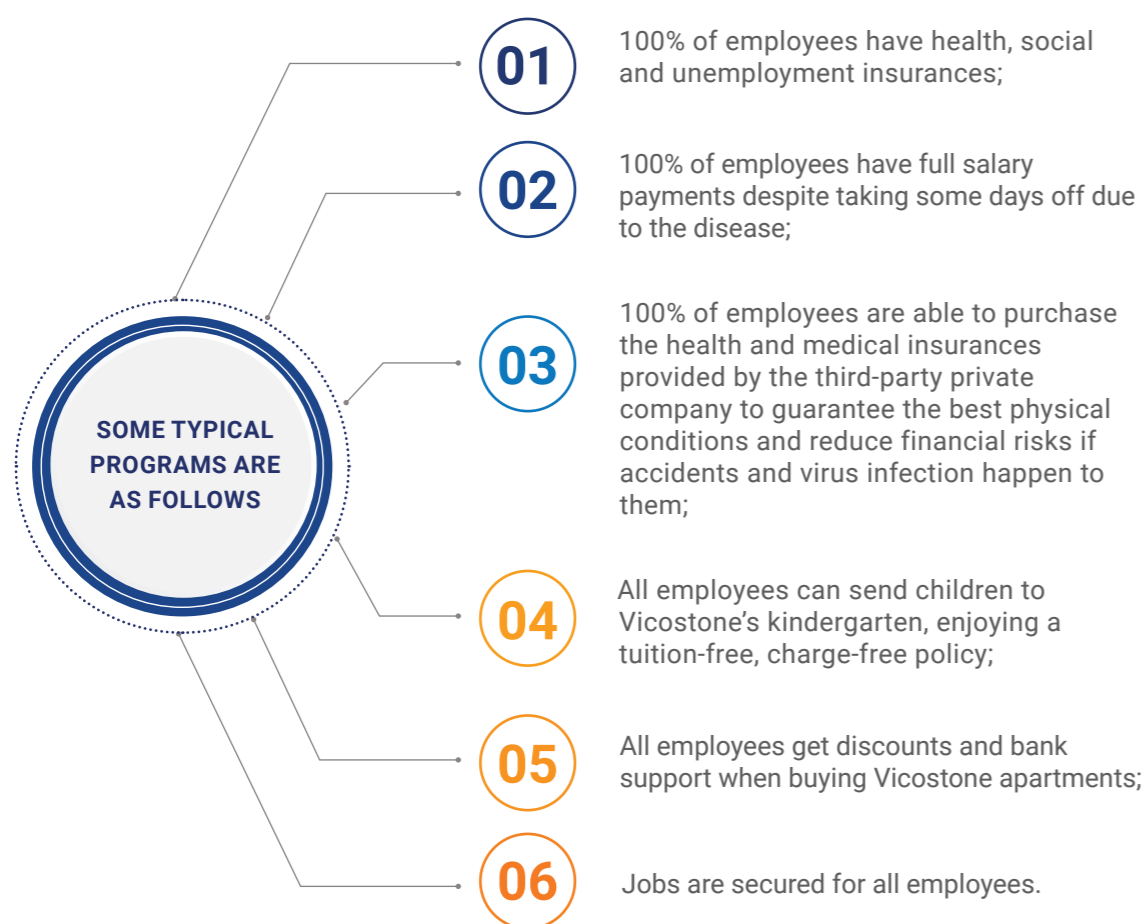 SOME TYPICAL
PROGRAMS ARE
AS FOLLOWS
01
100% of employees have health, social
and unemployment insurances;
02
100% of employees have full salary
payments despite taking some days off due
to the disease;
03
100% of employees are able to purchase
the health and medical insurances
provided by the third-party private
company to guarantee the best physical
conditions and reduce financial risks if
accidents and virus infection happen to
them;
04
All employees can send children to
Vicostone’s kindergarten, enjoying a
tuition-free, charge-free policy;
05
All employees get discounts and bank
support when buying Vicostone apartments;
06
Jobs are secured for all employees.